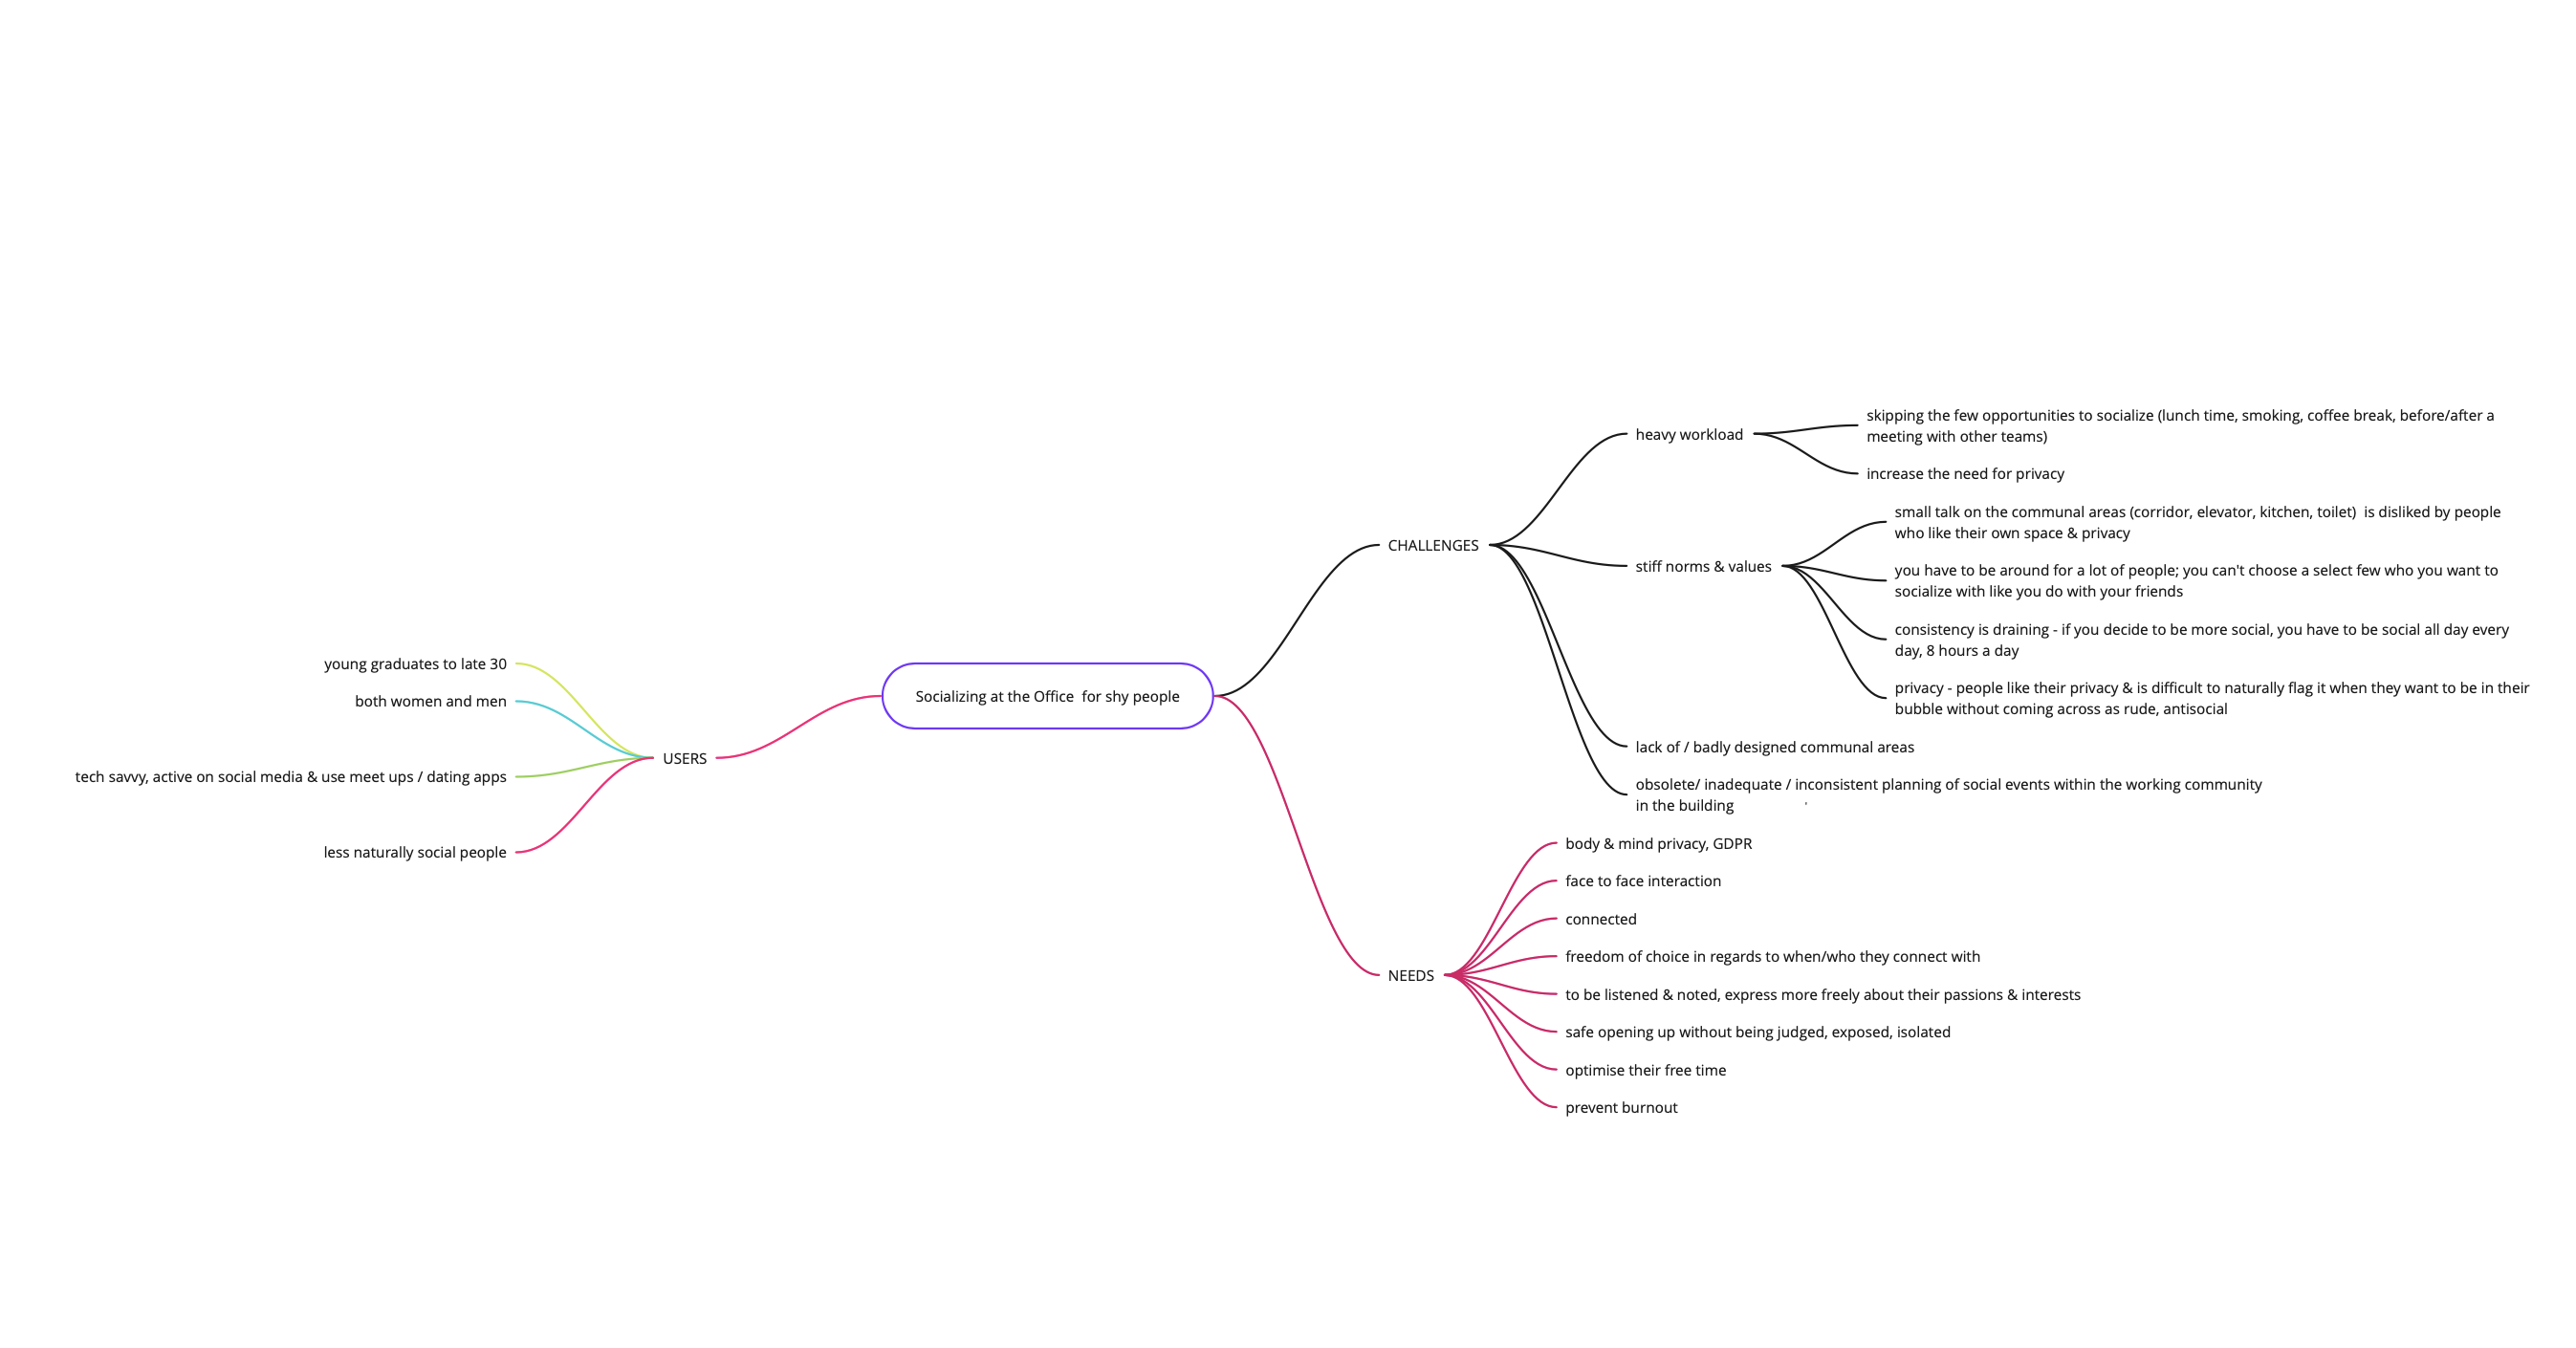 Socializing at the Office  for shy people
USERS
young graduates to late 30
both women and men
tech savvy, active on social media & use meet ups / dating apps
less naturally social people
CHALLENGES
heavy workload
skipping the few opportunities to socialize (lunch time, smoking, coffee break, before/after a
meeting with other teams)
increase the need for privacy
stiff norms & values
small talk on the communal areas (corridor, elevator, kitchen, toilet)  is disliked by people
who like their own space & privacy
you have to be around for a lot of people; you can't choose a select few who you want to
socialize with like you do with your friends
consistency is draining - if you decide to be more social, you have to be social all day every
day, 8 hours a day
privacy - people like their privacy & is difficult to naturally flag it when they want to be in their
bubble without coming across as rude, antisocial
lack of / badly designed communal areas
obsolete/ inadequate / inconsistent planning of social events within the working community
in the building
NEEDS
body & mind privacy, GDPR
face to face interaction
connected
freedom of choice in regards to when/who they connect with
to be listened & noted, express more freely about their passions & interests
safe opening up without being judged, exposed, isolated
optimise their free time
prevent burnout